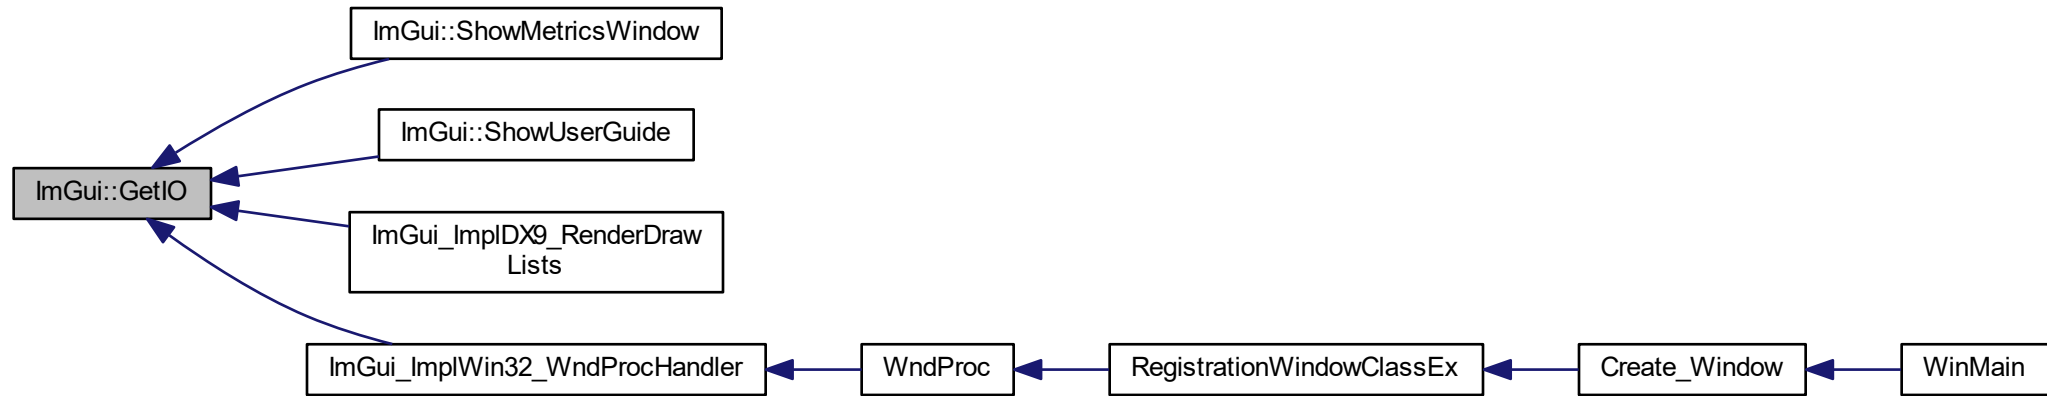 ImGui::ShowMetricsWindow
ImGui::ShowUserGuide
ImGui::GetIO
ImGui_ImplDX9_RenderDraw
Lists
ImGui_ImplWin32_WndProcHandler
WndProc
RegistrationWindowClassEx
Create_Window
WinMain